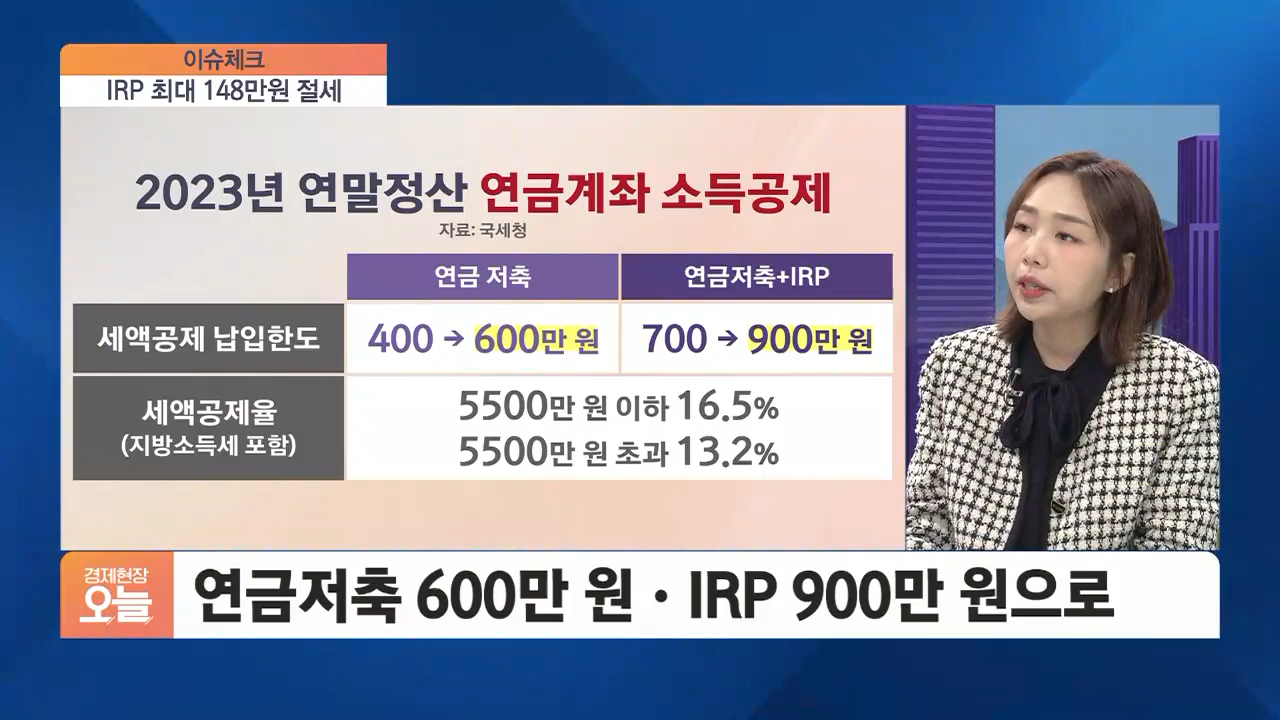 이슈체크
IRP 최대 148만원 절세
2023년 연말정산 연금계좌 소득공제
자료: 국세청
연금 저축 연금저축+IRP
세액공제 납입한도 400 → 600만 원 700 → 900만 원
세액공제율
(지방소득세 포함)
5500만 원 이하 16.5%
5500만 원 초과 13.2%
경제현장
오늘
연금저축 600만 원·IRP 900만 원으로